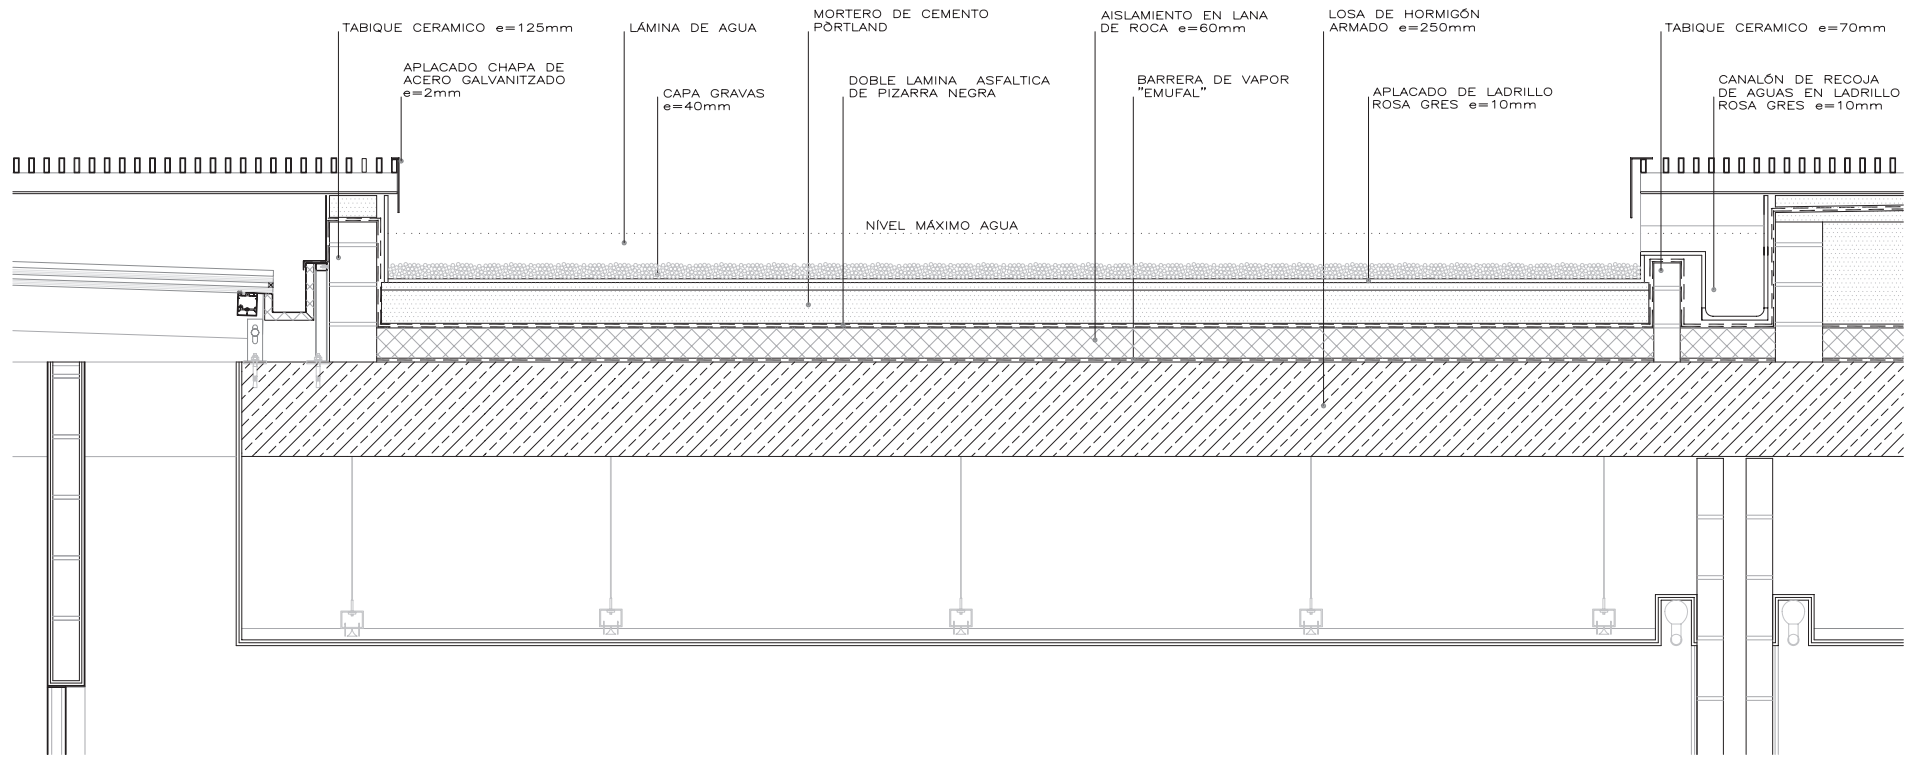 TABIQUE CERAMICO e=125mm
APLACADO CHAPA DE
ACERO GALVANITZADO
e=2mm
LÁMINA DE AGUA
CAPA GRAVAS
e=40mm
MORTERO DE CEMENTO
PÒRTLAND
DOBLE LAMINA ASFALTICA
DE PIZARRA NEGRA
AISLAMIENTO EN LANA
DE ROCA e=60mm
BARRERA DE VAPOR
"EMUFAL"
LOSA DE HORMIGÓN
ARMADO e=250mm
APLACADO DE LADRILLO
ROSA GRES e=10mm
TABIQUE CERAMICO e=70mm
CANALÓN DE RECOJA
DE AGUAS EN LADRILLO
ROSA GRES e=10mm
NÍVEL MÁXIMO AGUA